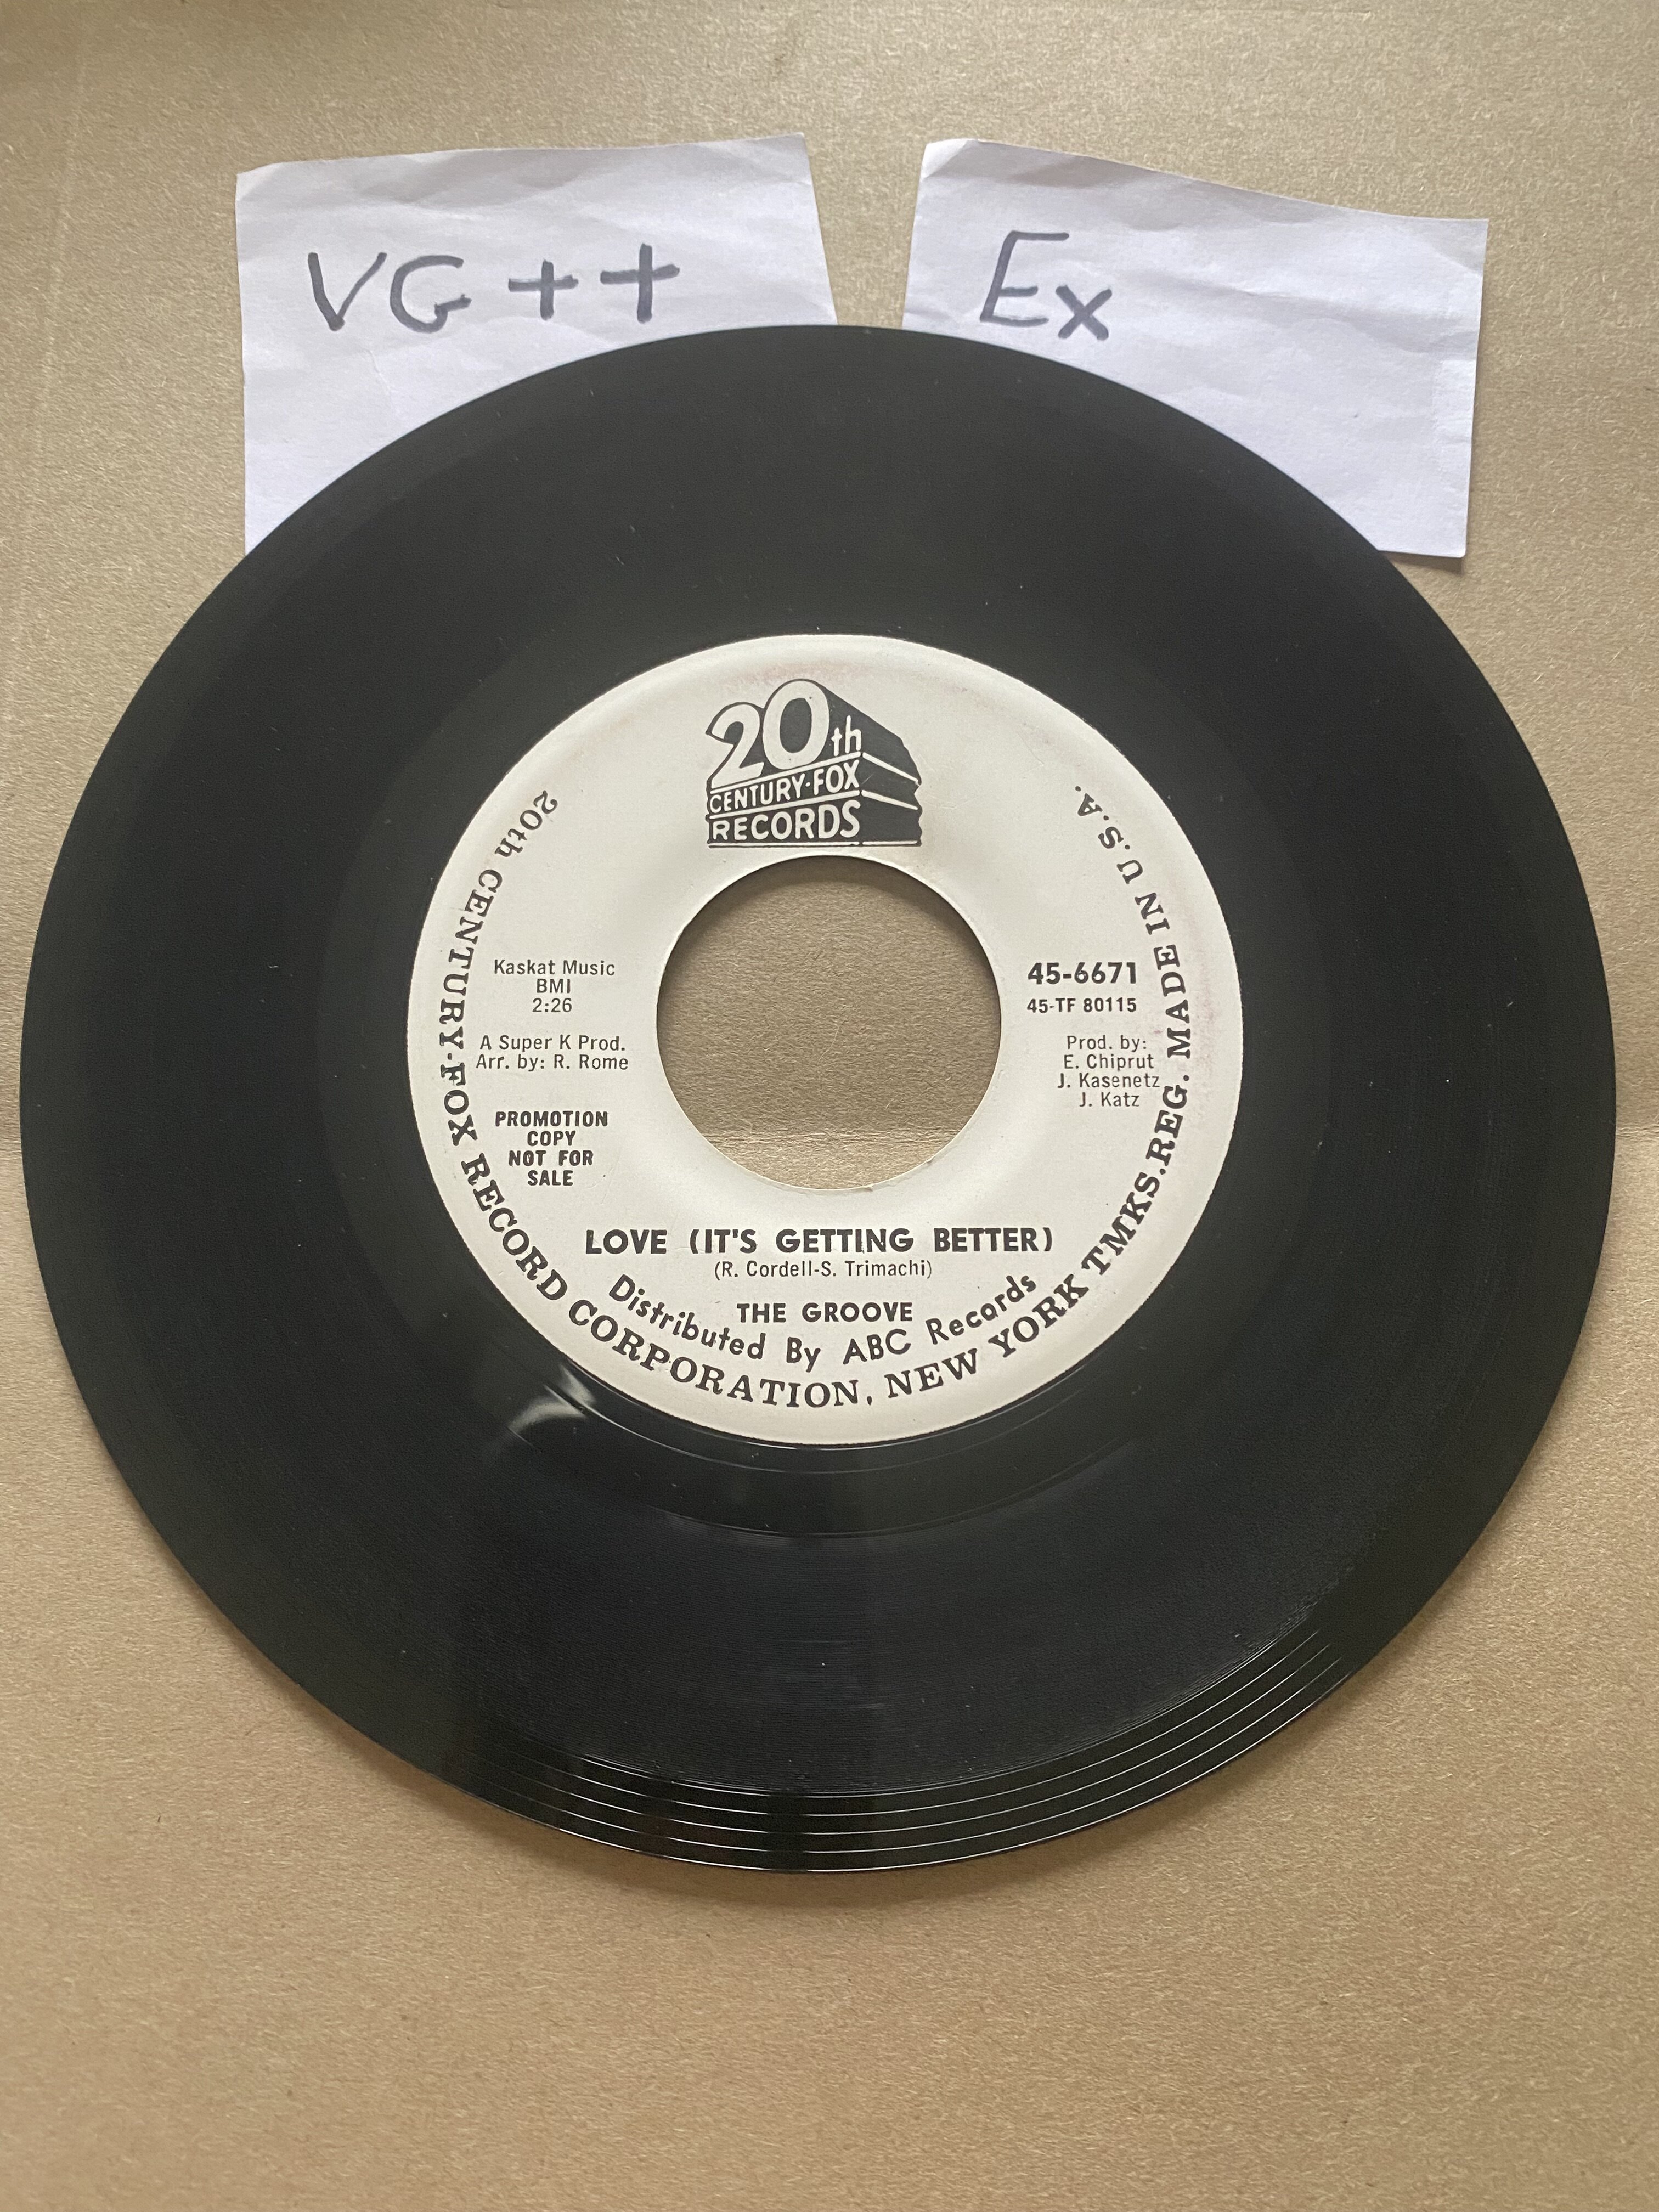 VG++
Ex
20th
CENTURY-FOX
RECORDS
20th CENTURY-FOX RECORD CORPORATION, NEW YORK TMKS.REG. MADE IN U.S.A.
Kaskat Music
BMI
2:26
A Super K Prod.
Arr. by: R. Rome
PROMOTION
COPY
NOT FOR
SALE
45-6671
45-TF 80115
Prod. by:
E. Chiprut
J. Kasenetz
J. Katz
LOVE (IT'S GETTING BETTER)
(R. Cordell-S. Trimachi)
THE GROOVE
Distributed By ABC Records